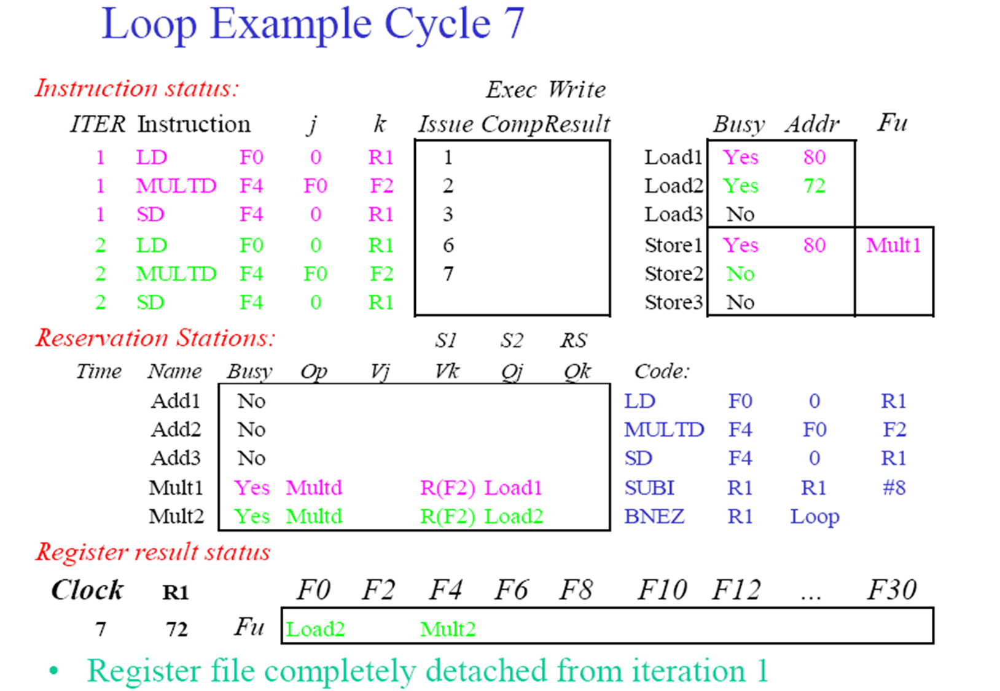 Loop Example Cycle 7
Instruction status: Exec Write
ITER Instruction j k Issue Comp Result Busy Addr Fu
1 LD F0 0 R1 1 Load1 Yes 80
1 MULTD F4 F0 F2 2 Load2 Yes 72
1 SD F4 0 R1 3 Load3 No
2 LD F0 0 R1 6 Store1 Yes 80 Mult1
2 MULTD F4 F0 F2 7 Store2 No
2 SD F4 0 R1 Store3 No
Reservation Stations: S1 S2 RS
Time Name Busy Op Vj Vk Qj Qk Code:
Add1 No LD F0 0 R1
Add2 No MULTD F4 F0 F2
Add3 No SD F4 0 R1
Mult1 Yes Multd R(F2) Load1 SUBI R1 R1 #8
Mult2 Yes Multd R(F2) Load2 BNEZ R1 Loop
Register result status
Clock R1 F0 F2 F4 F6 F8 F10 F12 ... F30
7 72 Fu Load2 Mult2
• Register file completely detached from iteration 1